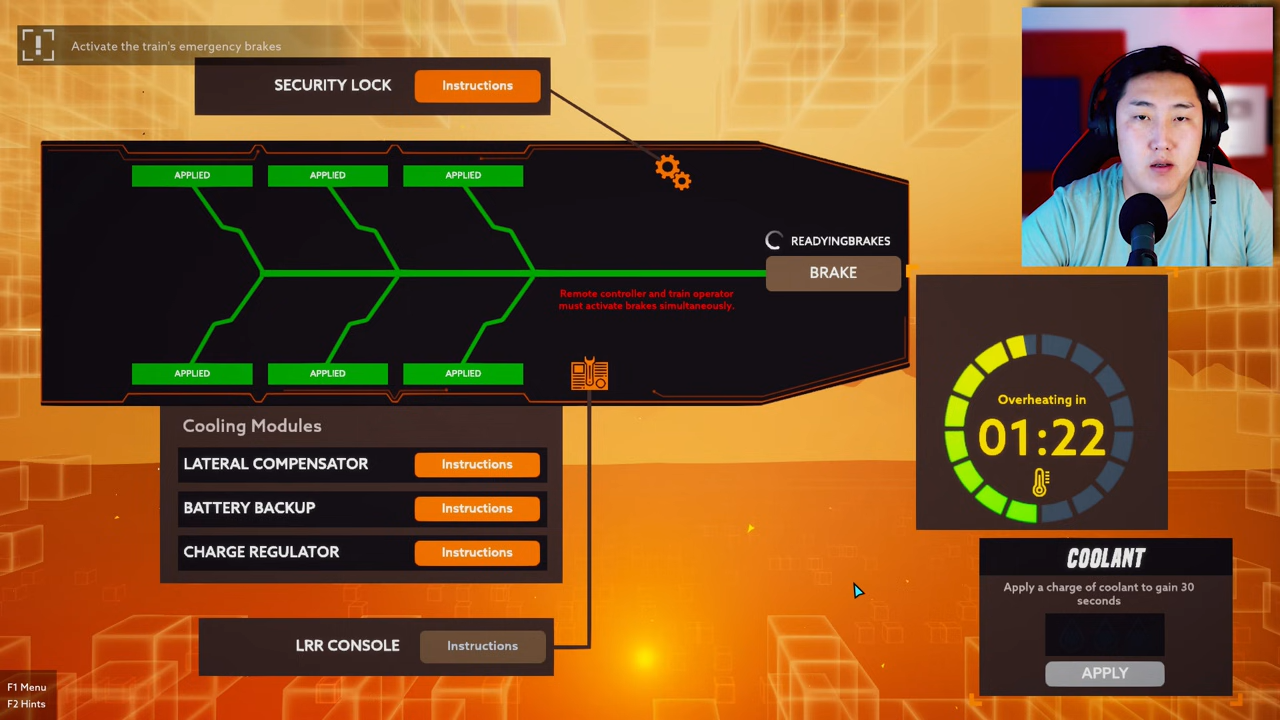 Activate the train's emergency brakes
SECURITY LOCK
Instructions
APPLIED
APPLIED
APPLIED
READYINGBRAKES
BRAKE
Remote controller and train operator
must activate brakes simultaneously.
APPLIED
APPLIED
APPLIED
Overheating in
01:22
Cooling Modules
LATERAL COMPENSATOR
Instructions
BATTERY BACKUP
Instructions
CHARGE REGULATOR
Instructions
COOLANT
Apply a charge of coolant to gain 30
seconds
APPLY
LRR CONSOLE
Instructions
F1 Menu
F2 Hints